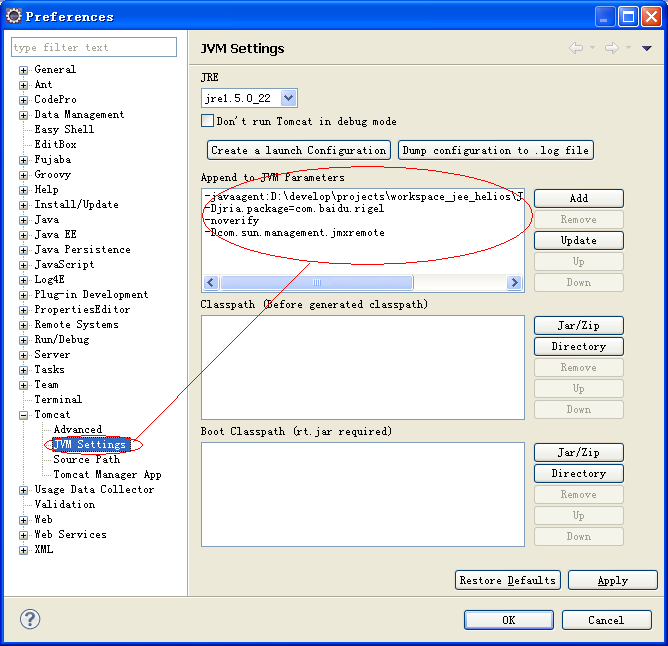 Preferences
type filter text
General
Ant
CodePro
Data Management
Easy Shell
EditBox
Fujaba
Groovy
Help
Install/Update
Java
Java EE
Java Persistence
JavaScript
Log4E
Plug-in Development
PropertiesEditor
Remote Systems
Run/Debug
Server
Tasks
Team
Terminal
Tomcat
Advanced
JVM Settings
Source Path
Tomcat Manager App
Usage Data Collector
Validation
Web
Web Services
XML
JVM Settings
JRE
jre1.5.0_22
Don't run Tomcat in debug mode
Create a launch Configuration
Dump configuration to .log file
Append to JVM Parameters
-javaagent:D:\develop\projects\workspace_jee_helios\J
-Djria.package=com.baidu.rigel
-noverify
-Dcom.sun.management.jmxremote
Add
Remove
Update
Up
Down
Classpath (Before generated classpath)
Jar/Zip
Directory
Remove
Up
Down
Boot Classpath (rt.jar required)
Jar/Zip
Directory
Remove
Up
Down
Restore Defaults
Apply
?
OK
Cancel